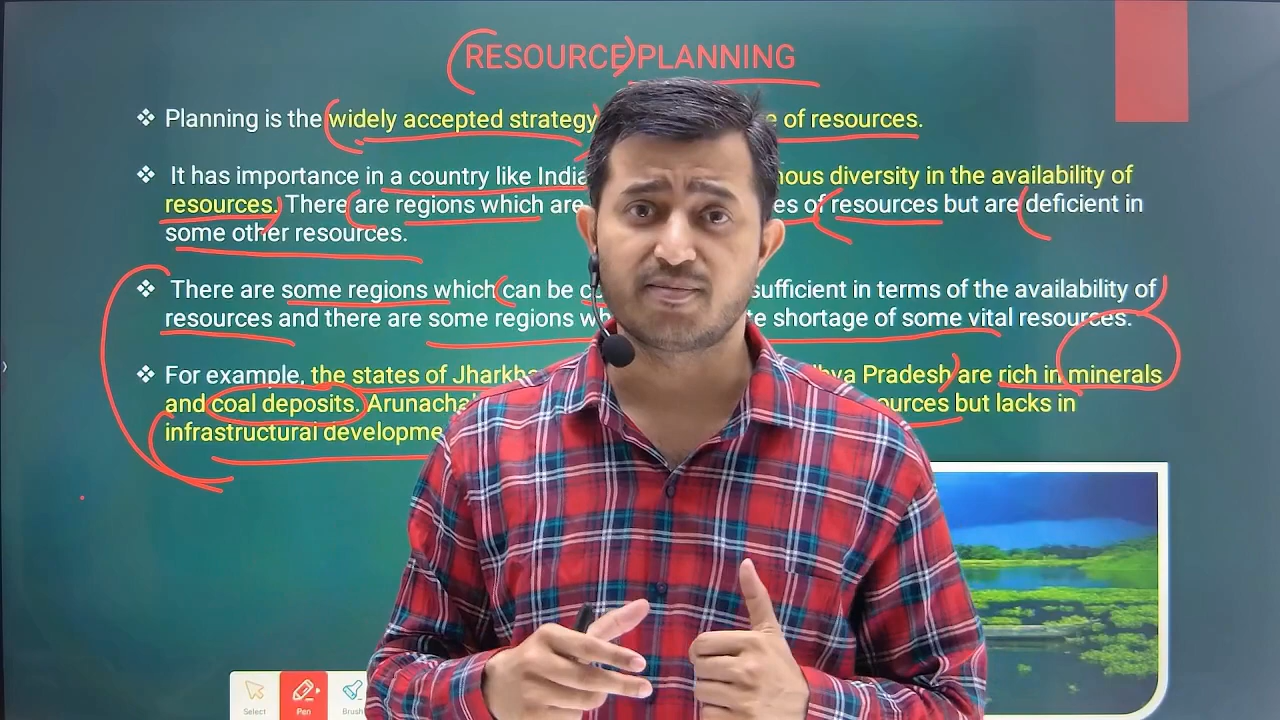 RESOURCE PLANNING
❖ Planning is the widely accepted strategy e of resources.
❖ It has importance in a country like India nous diversity in the availability of
resources. There are regions which are es of resources but are deficient in
some other resources.
❖ There are some regions which can be sufficient in terms of the availability of
resources and there are some regions wh te shortage of some vital resources.
❖ For example, the states of Jharkha Pradesh are rich in minerals
and coal deposits. Arunachal ources but lacks in
infrastructural developme
Select Pen Brush